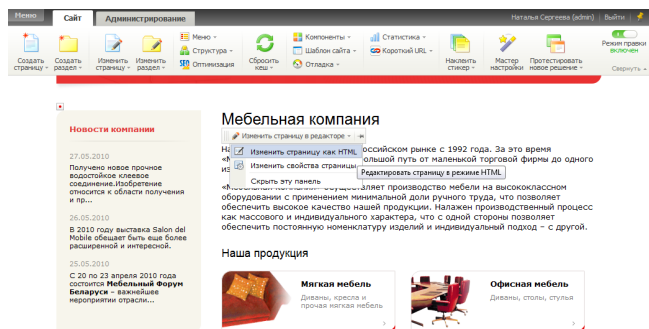 Меню Сайт Администрирование Наталья Сергеева (admin) Выйти
Создать страницу Создать раздел Изменить страницу Изменить раздел Меню Структура SEO Оптимизация Сбросить кеш Компоненты Шаблон сайта Отладка Статистика Короткий URL Наклеить стикер Мастер настройки Протестировать новое решение Режим правки включен Свернуть
Новости компании
27.05.2010
Получено новое прочное
водостойкое клеевое
соединение.Изобретение
относится к области получения
и пр...
26.05.2010
В 2010 году выставка Salon del
Mobile обещает быть еще более
расширенной и интересной.
25.05.2010
С 20 по 23 апреля 2010 года
состоится Мебельный Форум
Беларуси – важнейшее
мероприятии отрасли...
Мебельная компания
Изменить страницу в редакторе
Изменить страницу как HTML
Изменить свойства страницы
Скрыть эту панель
Редактировать страницу в режиме HTML
оссийском рынке с 1992 года. За это время
ольшой путь от маленькой торговой фирмы до одного
осуществляет производство мебели на высококлассном
оборудовании с применением минимальной доли ручного труда, что позволяет
обеспечить высокое качество нашей продукции. Налажен производственный процесс
как массового и индивидуального характера, что с одной стороны позволяет
обеспечить постоянную номенклатуру изделий и индивидуальный подход – с другой.
Наша продукция
Мягкая мебель
Диваны, кресла и
прочая мягкая мебель
Офисная мебель
Диваны, столы, стулья